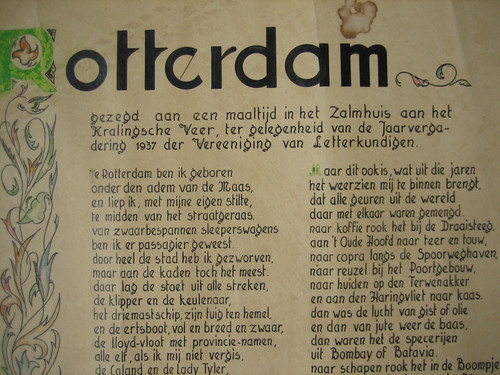 Rotterdam
gezegd aan een maaltijd in het Zalmhuis aan het
Kralingsche Veer, ter gelegenheid van de Jaarverga-
dering 1937 der Vereeniging van Letterkundigen.
Te Rotterdam ben ik geboren
onder den adem van de Maas,
en liep ik, met mijne eigen stilte,
te midden van het straatgeraas.
van zwaarbespannen sleeperswagens
ben ik er passagier geweest.
door heel de stad heb ik gezworven,
maar aan de kaden toch het meest.
daar lag de stoet uit alle streken,
de klipper en de keulenaar,
het driemastschip, zijn tuig ten hemel,
en de ertsboot, vol en breed en zwaar,
de Lloyd-vloot met provincie-namen,
alle elf, als ik mij niet vergis,
de Caland en de Lady Tyler,
Maar dit ook is, wat uit die jaren
het weerzien mij te binnen brengt,
dat alle geuren uit de wereld
daar met elkaar waren gemengd.
naar koffie rook het bij de Draaisteeg,
aan 't Oude Hoofd naar teer en touw,
naar copra langs de Spoorweghaven,
naar reuzel bij het Poortgebouw,
naar huiden op den Terwenakker
en aan den Haringvliet naar kaas.
dan was de lucht van gist of olie
en dan van jute weer de baas,
dan waren het de specerijen
uit Bombay of Batavia.
naar schapen rook het in de Boompjes